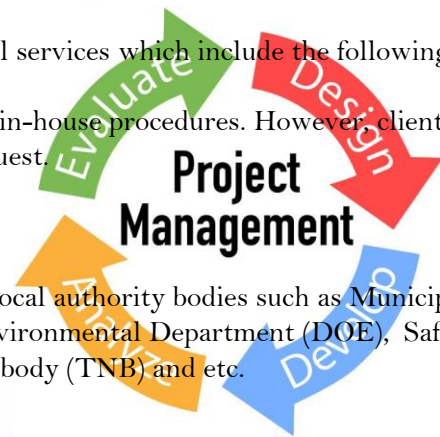 l services which include the following
Evaluate
Design
in-house procedures. However, client
uest.
Project
Management
ocal authority bodies such as Municip
vironmental Department (DOE), Saf
body (TNB) and etc.
Analyze
Develop